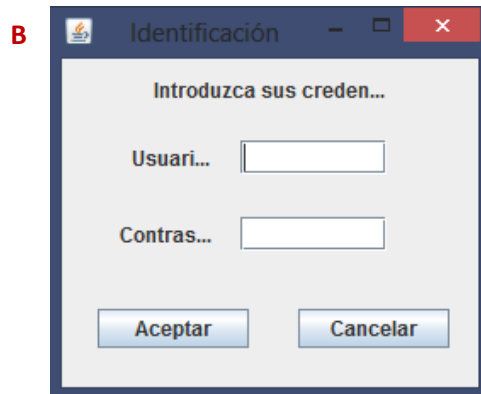 B
Identificación
Introduzca sus creden...
Usuari...
Contras...
Aceptar Cancelar